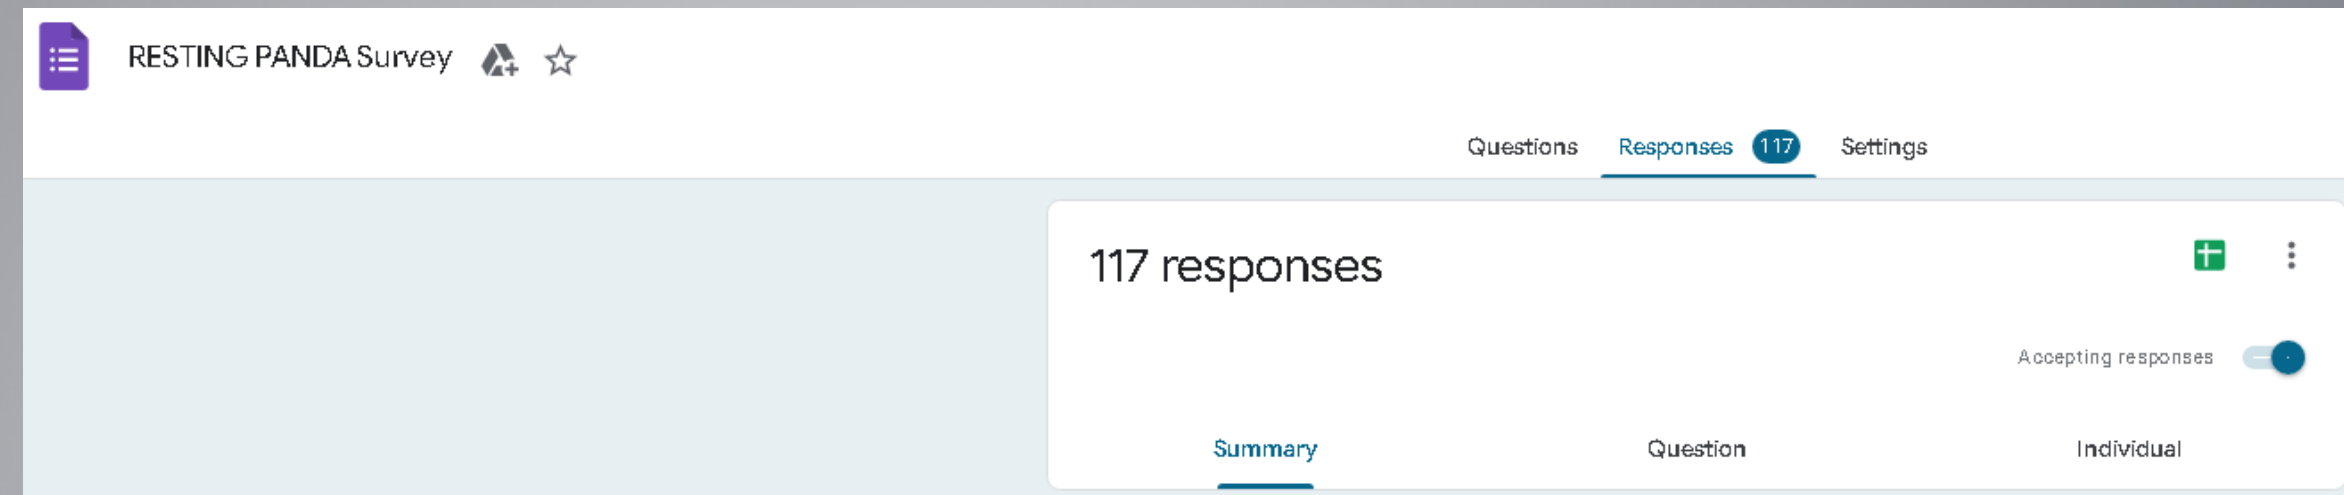 RESTING PANDA Survey
Questions Responses 117 Settings
117 responses
Accepting responses
Summary Question Individual